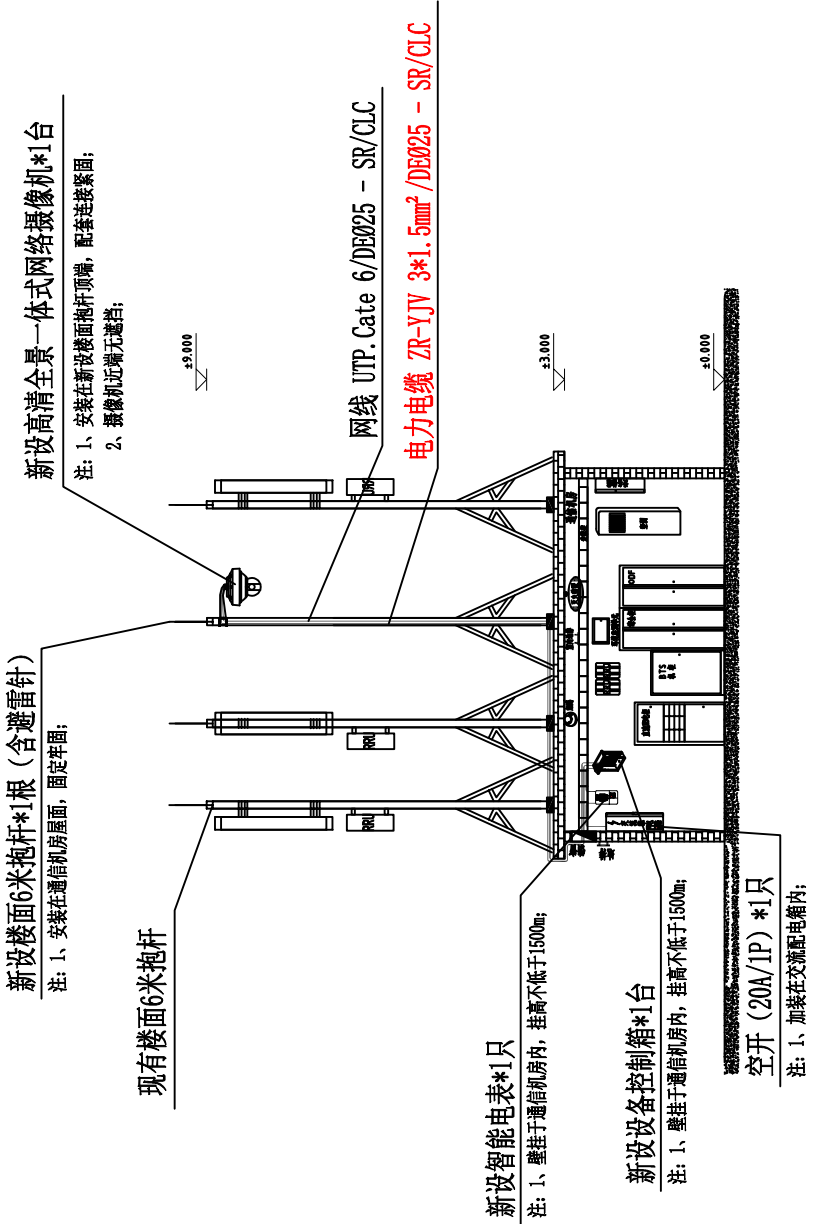 新设高清全景一体式网络摄像机*1台
注: 1、安装在新设楼面抱杆顶端, 配套连接紧固;
2、摄像机近端无遮挡;
新设楼面6米抱杆*1根 (含避雷针)
注: 1、安装在通信机房屋面, 固定牢固;
现有楼面6米抱杆
网线 UTP.Cate 6/DEØ25 - SR/CLC
电力电缆 ZR-YJV 3*1.5mm²/DEØ25 - SR/CLC
±9.000
±3.000
±0.000
RRU
RRU
URS
ODF
BTS
机柜
空调
新设智能电表*1只
注: 1、壁挂于通信机房内, 挂高不低于1500m;
新设设备控制箱*1台
注: 1、壁挂于通信机房内, 挂高不低于1500m;
空开 (20A/1P) *1只
注: 1、加装在交流配电箱内;